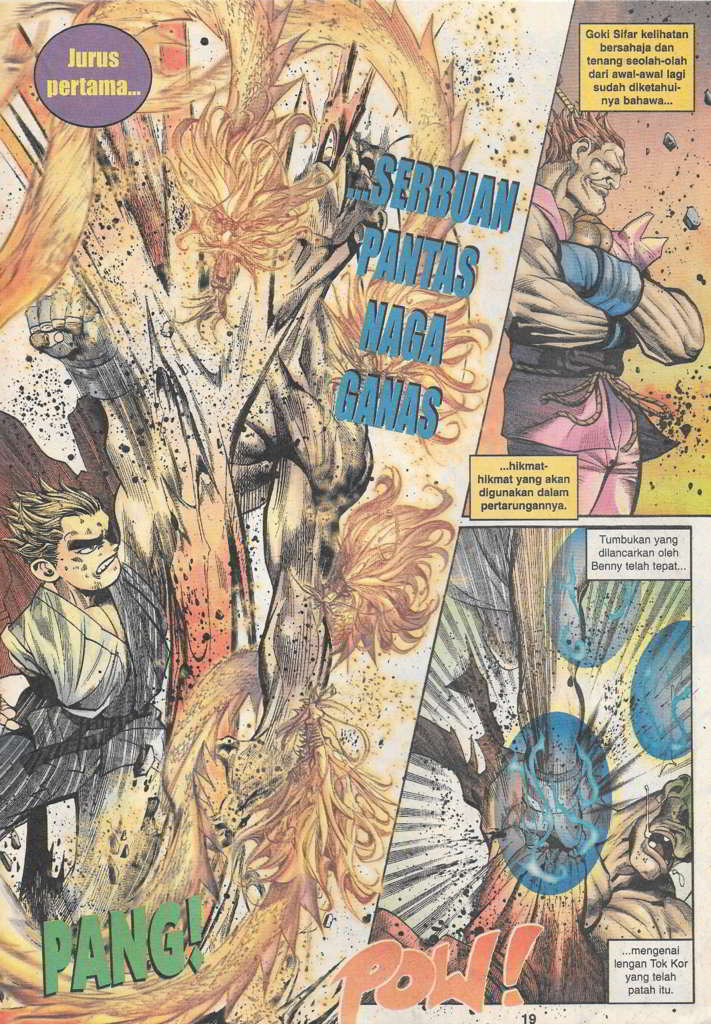 Jurus
pertama...
...SERBUAN
PANTAS
NAGA
GANAS
PANG!
Goki Sifar kelihatan
bersahaja dan
tenang seolah-olah
dari awal-awal lagi
sudah diketahui-
nya bahawa...
...hikmat-
hikmat yang akan
digunakan dalam
pertarungannya.
Tumbukan yang
dilancarkan oleh
Benny telah tepat...
...mengenai
lengan Tok Kor
yang telah
patah itu.
POW!
19